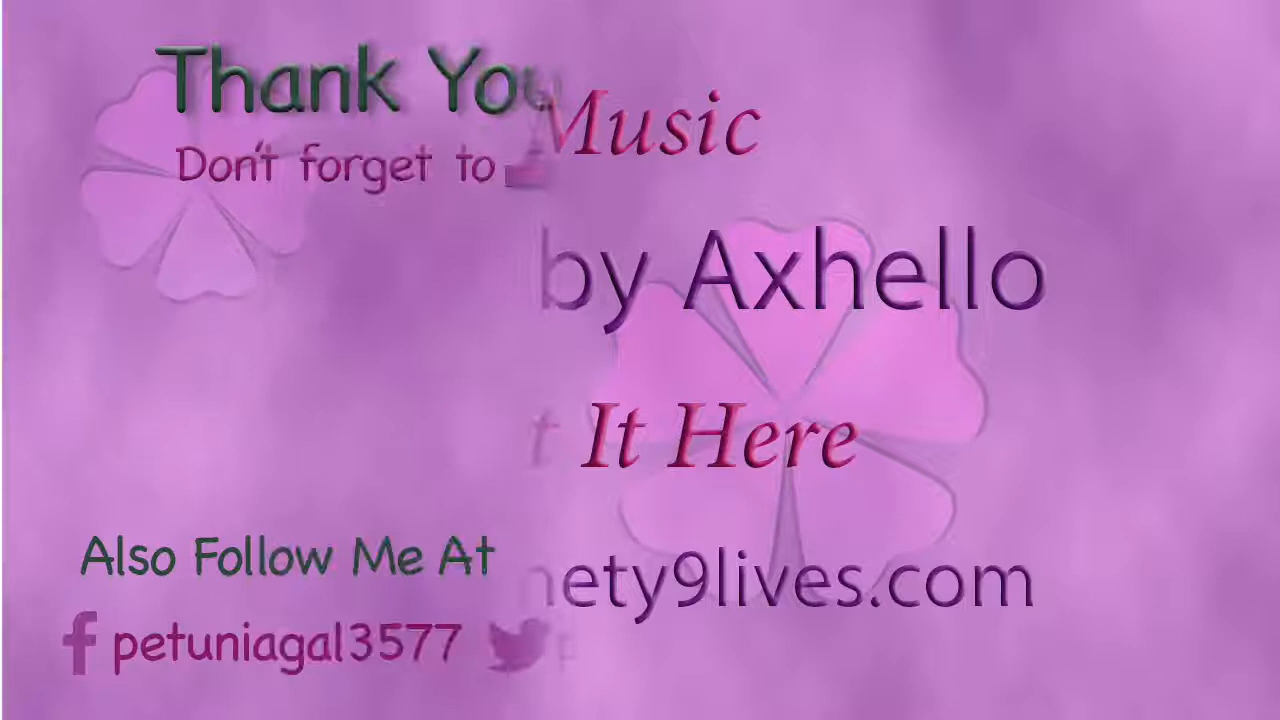 Thank You
Music
Don't forget to
by Axhello
It Here
ety9lives.com
Also Follow Me At
petuniagal3577